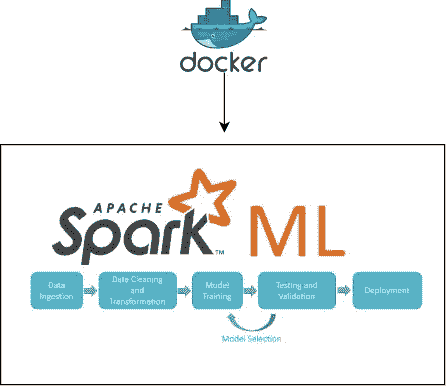 docker
APACHE
Spark™ ML
Data
Ingestion
Data Cleaning
and
Transformation
Model
Training
Testing and
Validation
Deployment
Model Selection